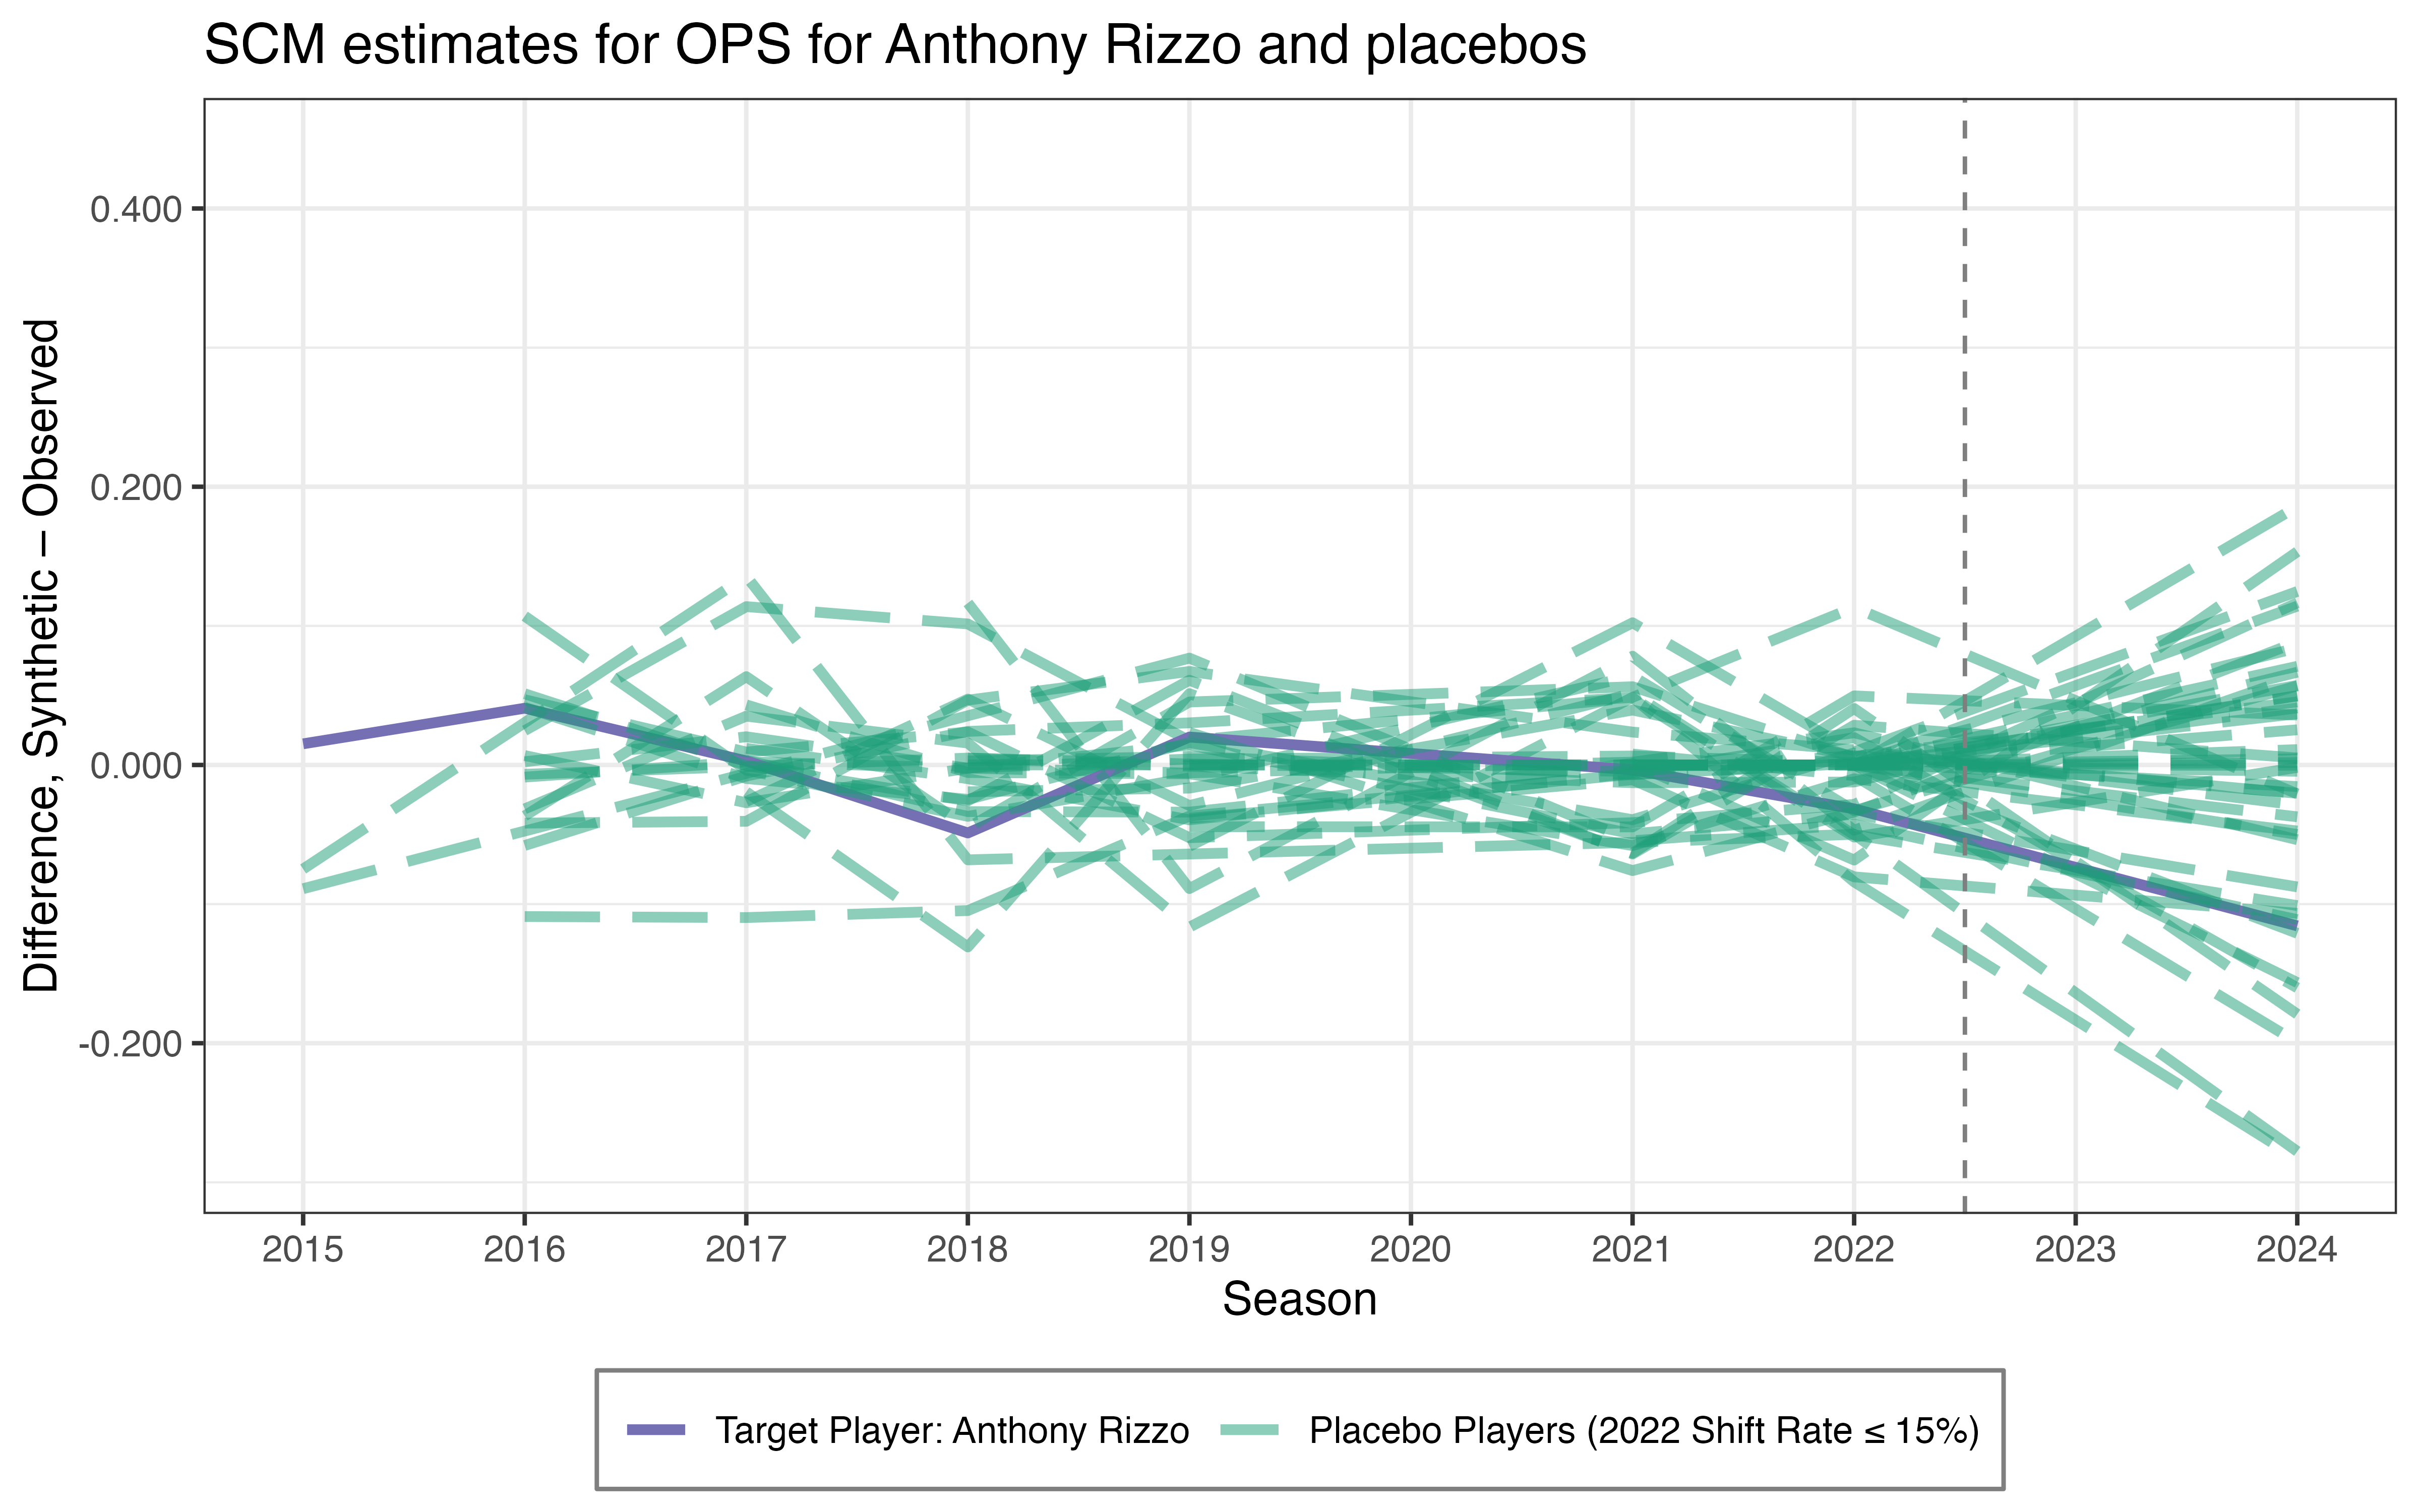 SCM estimates for OPS for Anthony Rizzo and placebos
Difference, Synthetic – Observed
0.400
0.200
0.000
-0.200
2015 2016 2017 2018 2019 2020 2021 2022 2023 2024
Season
Target Player: Anthony Rizzo Placebo Players (2022 Shift Rate ≤ 15%)